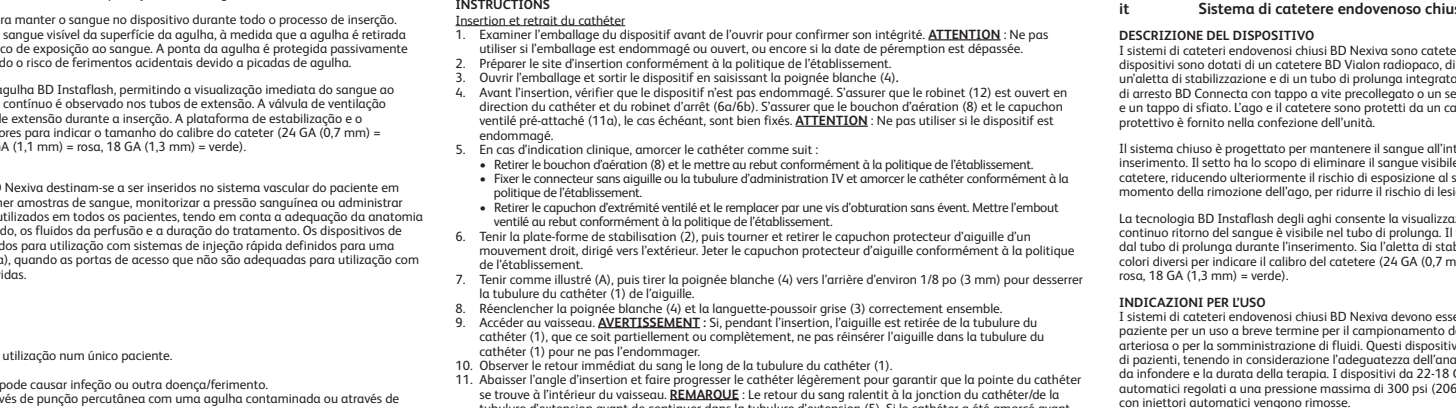 ra manter o sangue no dispositivo durante todo o processo de inserção.
sangue visível da superfície da agulha, à medida que a agulha é retirada
co de exposição ao sangue. A ponta da agulha é protegida passivamente
do o risco de ferimentos acidentais devido a picadas de agulha.
agulha BD Instaflash, permitindo a visualização imediata do sangue ao
contínuo é observado nos tubos de extensão. A válvula de ventilação
de extensão durante a inserção. A plataforma de estabilização e o
ores para indicar o tamanho do calibre do cateter (24 GA (0,7 mm) =
A (1,1 mm) = rosa, 18 GA (1,3 mm) = verde).
D Nexiva destinam-se a ser inseridos no sistema vascular do paciente em
her amostras de sangue, monitorizar a pressão sanguínea ou administrar
utilizados em todos os pacientes, tendo em conta a adequação da anatomia
do, os fluidos da perfusão e a duração do tratamento. Os dispositivos de
dos para utilização com sistemas de injeção rápida definidos para uma
a), quando as portas de acesso que não são adequadas para utilização com
vidas.
utilização num único paciente.
pode causar infeção ou outra doença/ferimento.
vés de punção percutânea com uma agulha contaminada ou através de
INSTRUCTIONS
Insertion et retrait du cathéter
1. Examiner l'emballage du dispositif avant de l'ouvrir pour confirmer son intégrité. ATTENTION : Ne pas
utiliser si l'emballage est endommagé ou ouvert, ou encore si la date de péremption est dépassée.
2. Préparer le site d'insertion conformément à la politique de l'établissement.
3. Ouvrir l'emballage et sortir le dispositif en saisissant la poignée blanche (4).
4. Avant l'insertion, vérifier que le dispositif n'est pas endommagé. S'assurer que le robinet (12) est ouvert en
direction du cathéter et du robinet d'arrêt (6a/6b). S'assurer que le bouchon d'aération (8) et le capuchon
ventilé pré-attaché (11a), le cas échéant, sont bien fixés. ATTENTION : Ne pas utiliser si le dispositif est
endommagé.
5. En cas d'indication clinique, amorcer le cathéter comme suit :
• Retirer le bouchon d'aération (8) et le mettre au rebut conformément à la politique de l'établissement.
• Fixer le connecteur sans aiguille ou la tubulure d'administration IV et amorcer le cathéter conformément à la
politique de l'établissement.
• Retirer le capuchon d'extrémité ventilé et le remplacer par une vis d'obturation sans évent. Mettre l'embout
ventilé au rebut conformément à la politique de l'établissement.
6. Tenir la plate-forme de stabilisation (2), puis tourner et retirer le capuchon protecteur d'aiguille d'un
mouvement droit, dirigé vers l'extérieur. Jeter le capuchon protecteur d'aiguille conformément à la politique
de l'établissement.
7. Tenir comme illustré (A), puis tirer la poignée blanche (4) vers l'arrière d'environ 1/8 po (3 mm) pour desserrer
la tubulure du cathéter (1) de l'aiguille.
8. Réenclencher la poignée blanche (4) et la languette-poussoir grise (3) correctement ensemble.
9. Accéder au vaisseau. AVERTISSEMENT : Si, pendant l'insertion, l'aiguille est retirée de la tubulure du
cathéter (1), que ce soit partiellement ou complètement, ne pas réinsérer l'aiguille dans la tubulure du
cathéter (1) pour ne pas l'endommager.
10. Observer le retour immédiat du sang le long de la tubulure du cathéter (1).
11. Abaisser l'angle d'insertion et faire progresser le cathéter légèrement pour garantir que la pointe du cathéter
se trouve à l'intérieur du vaisseau. REMARQUE : Le retour du sang ralentit à la jonction du cathéter/de la
tubulure d'extension avant de continuer dans la tubulure d'extension (5). Si le cathéter a été amorcé avant
it Sistema di catetere endovenoso chius
DESCRIZIONE DEL DISPOSITIVO
I sistemi di cateteri endovenosi chiusi BD Nexiva sono catete
dispositivi sono dotati di un catetere BD Vialon radiopaco, di
un'aletta di stabilizzazione e di un tubo di prolunga integrato
di arresto BD Connecta con tappo a vite precollegato o un se
e un tappo di sfiato. L'ago e il catetere sono protetti da un ca
protettivo è fornito nella confezione dell'unità.
Il sistema chiuso è progettato per mantenere il sangue all'int
inserimento. Il setto ha lo scopo di eliminare il sangue visibile
catetere, riducendo ulteriormente il rischio di esposizione al s
momento della rimozione dell'ago, per ridurre il rischio di lesi
La tecnologia BD Instaflash degli aghi consente la visualizza
continuo ritorno del sangue è visibile nel tubo di prolunga. Il
dal tubo di prolunga durante l'inserimento. Sia l'aletta di stab
colori diversi per indicare il calibro del catetere (24 GA (0,7 m
rosa, 18 GA (1,3 mm) = verde).
INDICAZIONI PER L'USO
I sistemi di cateteri endovenosi chiusi BD Nexiva devono esse
paziente per un uso a breve termine per il campionamento de
arteriosa o per la somministrazione di fluidi. Questi dispositiv
di pazienti, tenendo in considerazione l'adeguatezza dell'ana
da infondere e la durata della terapia. I dispositivi da 22-18 G
automatici regolati a una pressione massima di 300 psi (206
con iniettori automatici vengono rimosse.